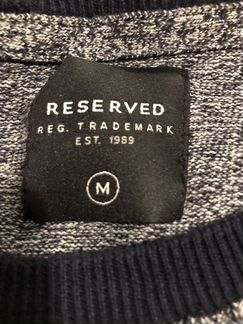 RESERVED
REG. TRADEMARK
EST. 1989
M